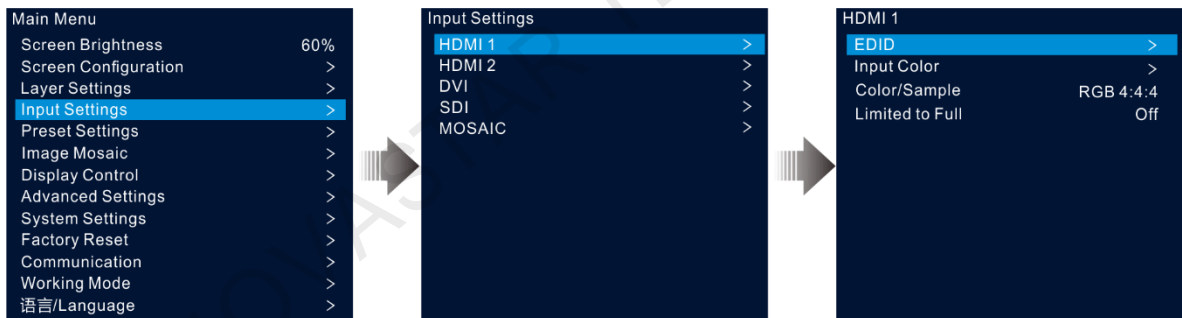 Main Menu
Screen Brightness 60%
Screen Configuration >
Layer Settings >
Input Settings >
Preset Settings >
Image Mosaic >
Display Control >
Advanced Settings >
System Settings >
Factory Reset >
Communication >
Working Mode >
语言/Language >
Input Settings
HDMI 1 >
HDMI 2 >
DVI >
SDI >
MOSAIC >
HDMI 1
EDID >
Input Color >
Color/Sample RGB 4:4:4
Limited to Full Off